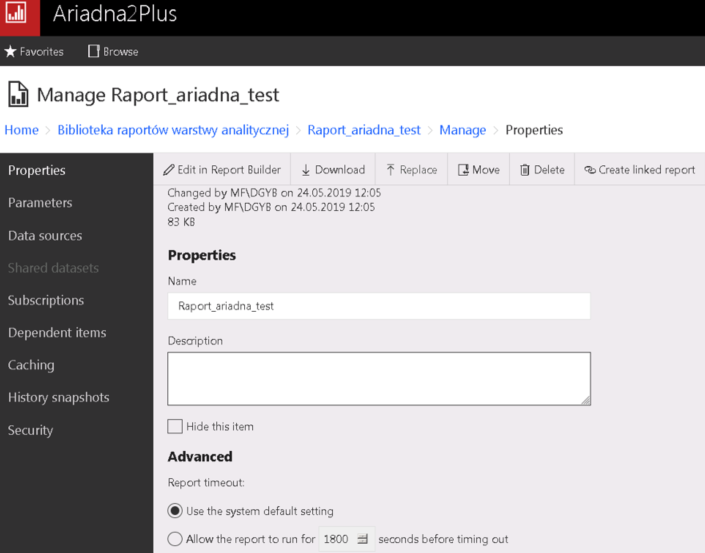 Ariadna2Plus
Favorites Browse
Manage Raport_ariadna_test
Home > Biblioteka raportów warstwy analitycznej > Raport_ariadna_test > Manage > Properties
Properties
Parameters
Data sources
Shared datasets
Subscriptions
Dependent items
Caching
History snapshots
Security
Edit in Report Builder Download Replace Move Delete Create linked report
Changed by MF\DGYB on 24.05.2019 12:05
Created by MF\DGYB on 24.05.2019 12:05
83 KB
Properties
Name
Raport_ariadna_test
Description
Hide this item
Advanced
Report timeout:
Use the system default setting
Allow the report to run for 1800 seconds before timing out